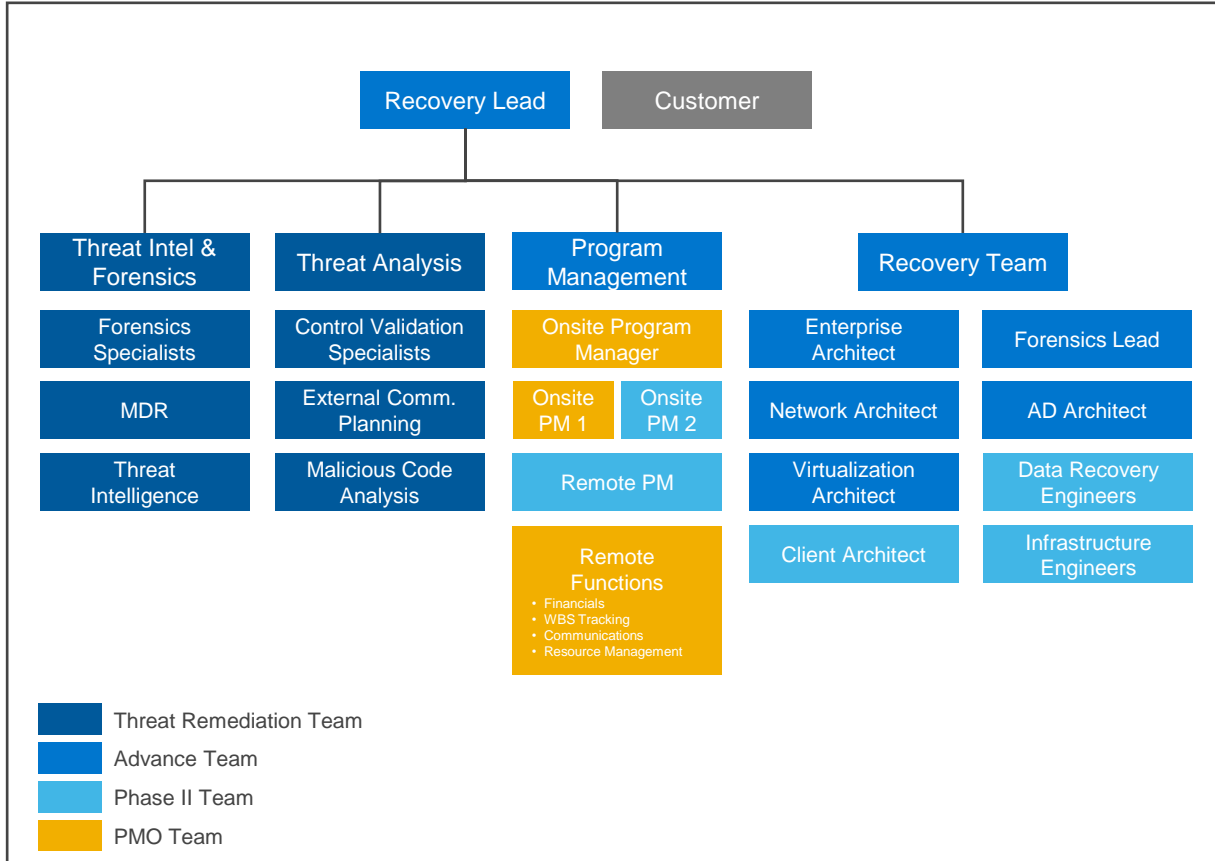 Recovery Lead
Customer
Threat Intel &
Forensics
Threat Analysis
Program
Management
Recovery Team
Forensics
Specialists
Control Validation
Specialists
Onsite Program
Manager
Enterprise
Architect
Forensics Lead
MDR
External Comm.
Planning
Onsite
PM 1
Onsite
PM 2
Network Architect
AD Architect
Threat
Intelligence
Malicious Code
Analysis
Remote PM
Virtualization
Architect
Data Recovery
Engineers
Remote
Functions
• Financials
• WBS Tracking
• Communications
• Resource Management
Client Architect
Infrastructure
Engineers
Threat Remediation Team
Advance Team
Phase II Team
PMO Team